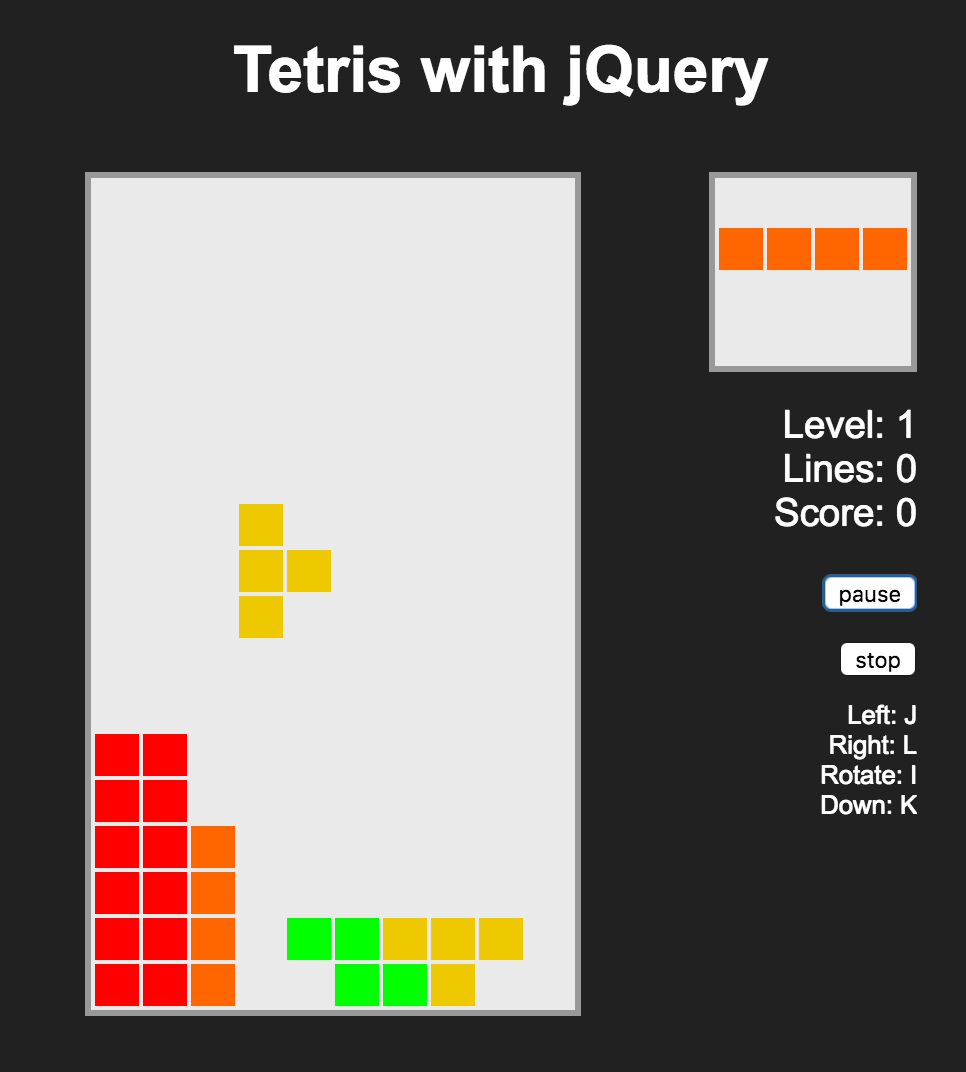 Tetris with jQuery
Level: 1
Lines: 0
Score: 0
pause
stop
Left: J
Right: L
Rotate: I
Down: K